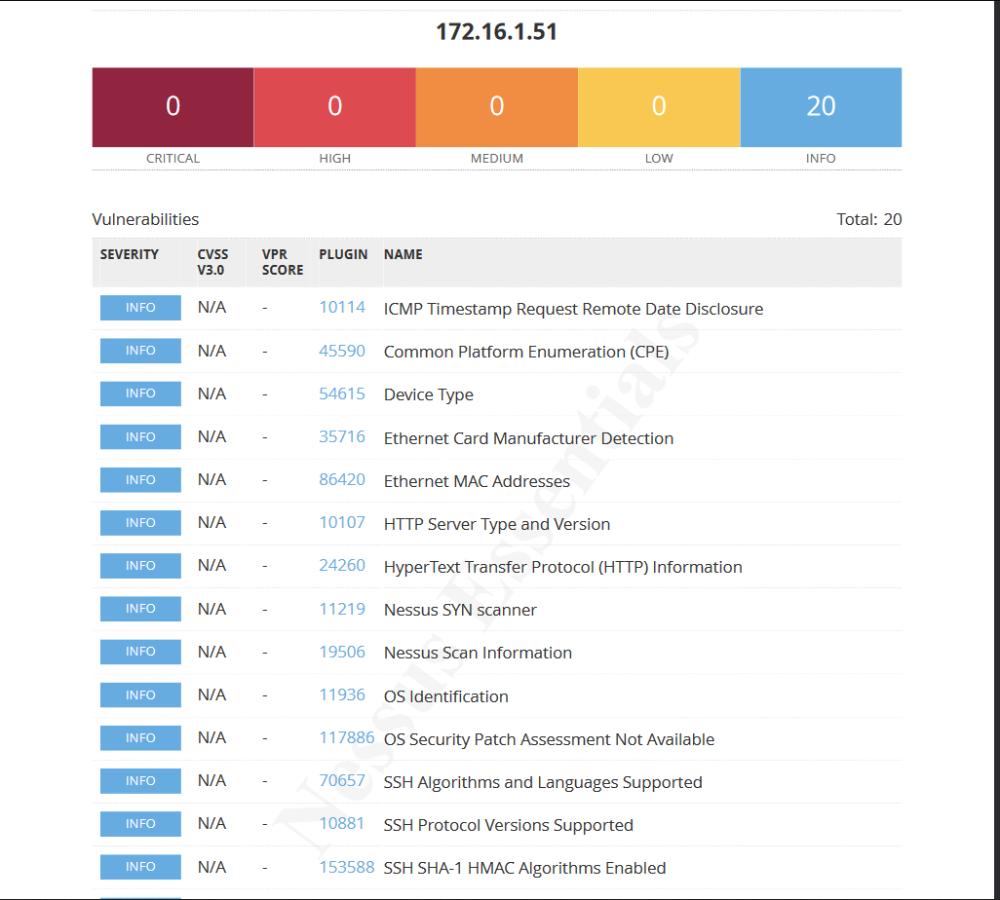 172.16.1.51
0 0 0 0 20
CRITICAL HIGH MEDIUM LOW INFO
Vulnerabilities Total: 20
SEVERITY CVSS V3.0 VPR SCORE PLUGIN NAME
INFO N/A - 10114 ICMP Timestamp Request Remote Date Disclosure
INFO N/A - 45590 Common Platform Enumeration (CPE)
INFO N/A - 54615 Device Type
INFO N/A - 35716 Ethernet Card Manufacturer Detection
INFO N/A - 86420 Ethernet MAC Addresses
INFO N/A - 10107 HTTP Server Type and Version
INFO N/A - 24260 HyperText Transfer Protocol (HTTP) Information
INFO N/A - 11219 Nessus SYN scanner
INFO N/A - 19506 Nessus Scan Information
INFO N/A - 11936 OS Identification
INFO N/A - 117886 OS Security Patch Assessment Not Available
INFO N/A - 70657 SSH Algorithms and Languages Supported
INFO N/A - 10881 SSH Protocol Versions Supported
INFO N/A - 153588 SSH SHA-1 HMAC Algorithms Enabled
Nessus Essentials